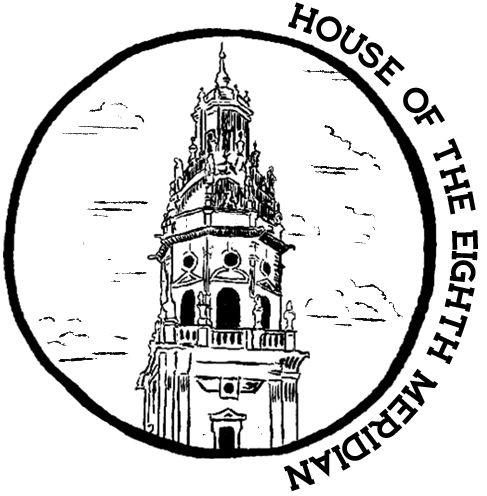 HOUSE OF THE EIGHTH MERIDIAN